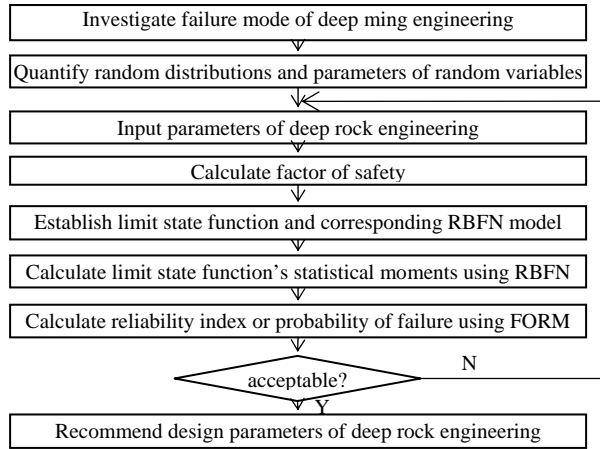 Investigate failure mode of deep ming engineering
Quantify random distributions and parameters of random variables
Input parameters of deep rock engineering
Calculate factor of safety
Establish limit state function and corresponding RBFN model
Calculate limit state function's statistical moments using RBFN
Calculate reliability index or probability of failure using FORM
acceptable?
N
Y
Recommend design parameters of deep rock engineering